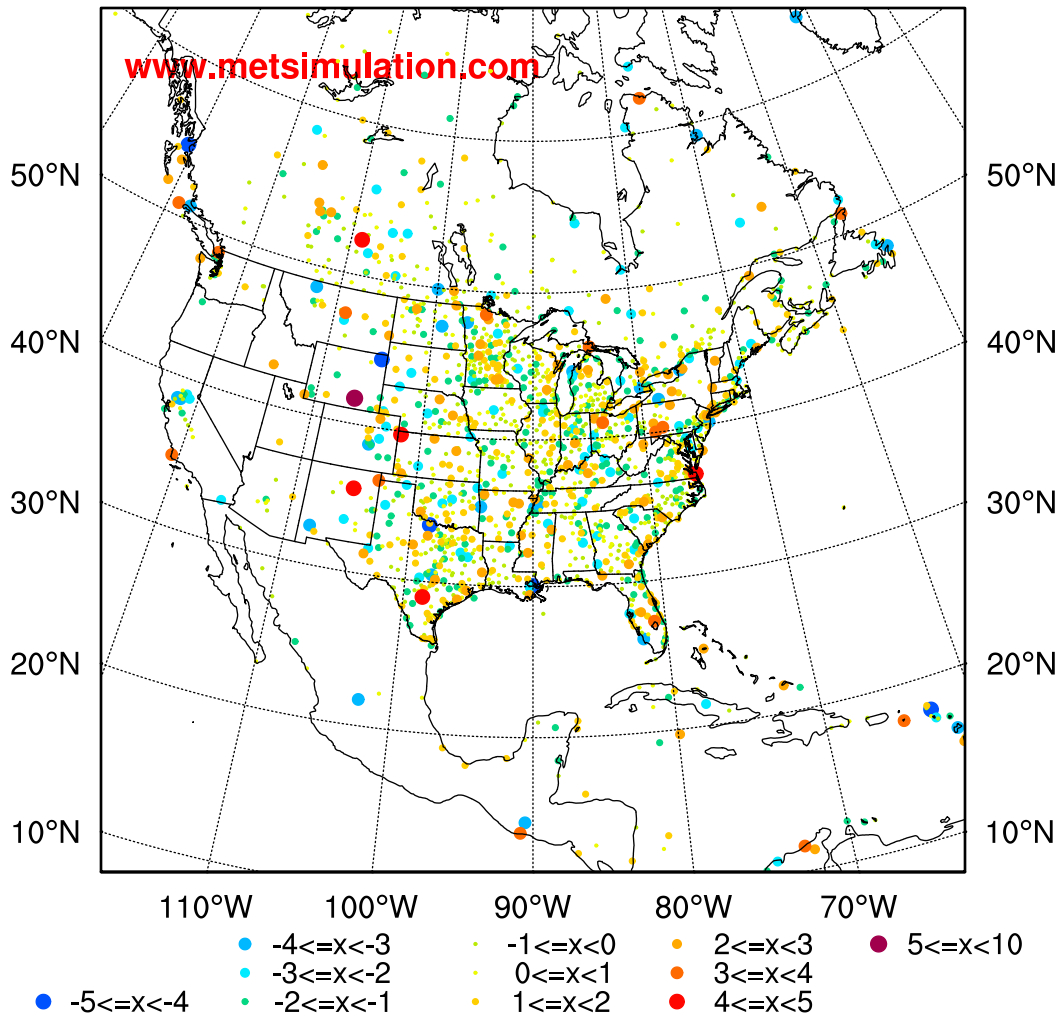 www.metsimulation.com
50°N 50°N
40°N 40°N
30°N 30°N
20°N 20°N
10°N 10°N
110°W 100°W 90°W 80°W 70°W
-4<=x<-3 -1<=x<0 2<=x<3 5<=x<10
-3<=x<-2 0<=x<1 3<=x<4
-5<=x<-4 -2<=x<-1 1<=x<2 4<=x<5